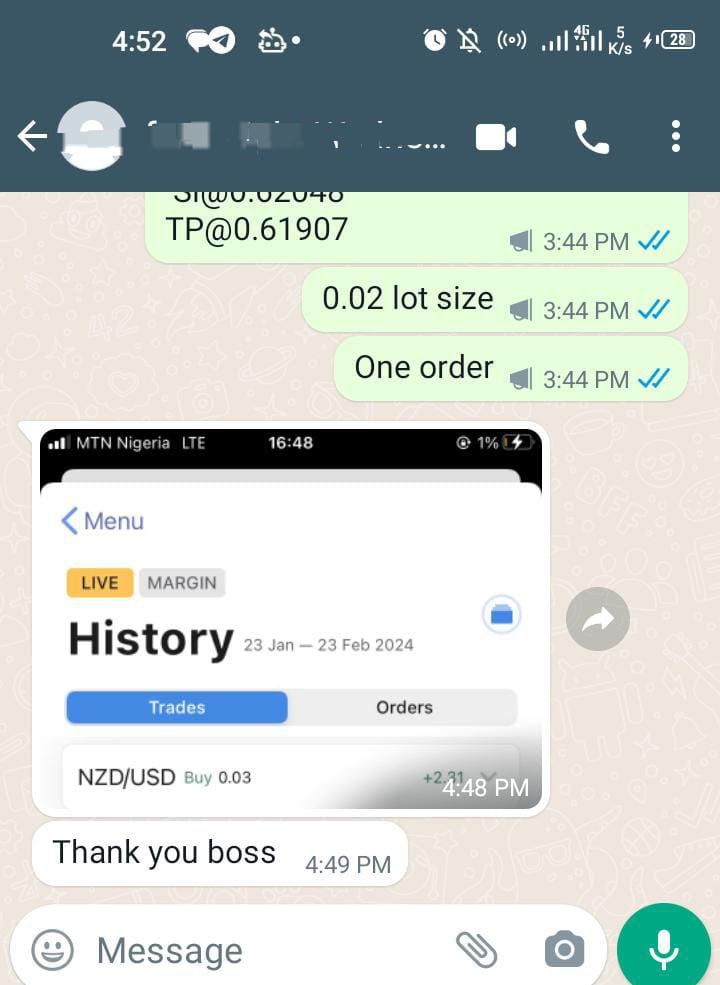 4:52
4G 5 K/s 28
Sl@0.62048
TP@0.61907
3:44 PM
0.02 lot size
3:44 PM
One order
3:44 PM
MTN Nigeria LTE 16:48 1%
Menu
LIVE MARGIN
History 23 Jan — 23 Feb 2024
Trades Orders
NZD/USD Buy 0.03 +2.31
4:48 PM
Thank you boss
4:49 PM
Message